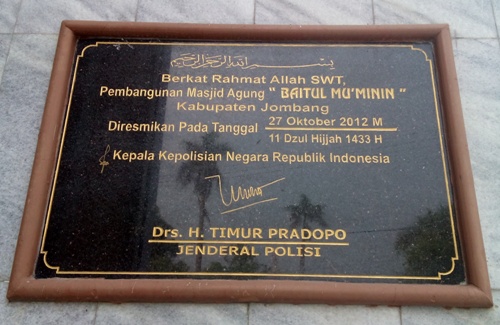 بسم الله الرحمن الرحيم
Berkat Rahmat Allah SWT,
Pembangunan Masjid Agung " BAITUL MU'MININ "
Kabupaten Jombang
Diresmikan Pada Tanggal 27 Oktober 2012 M
11 Dzul Hijjah 1433 H
Kepala Kepolisian Negara Republik Indonesia
Drs. H. TIMUR PRADOPO
JENDERAL POLISI